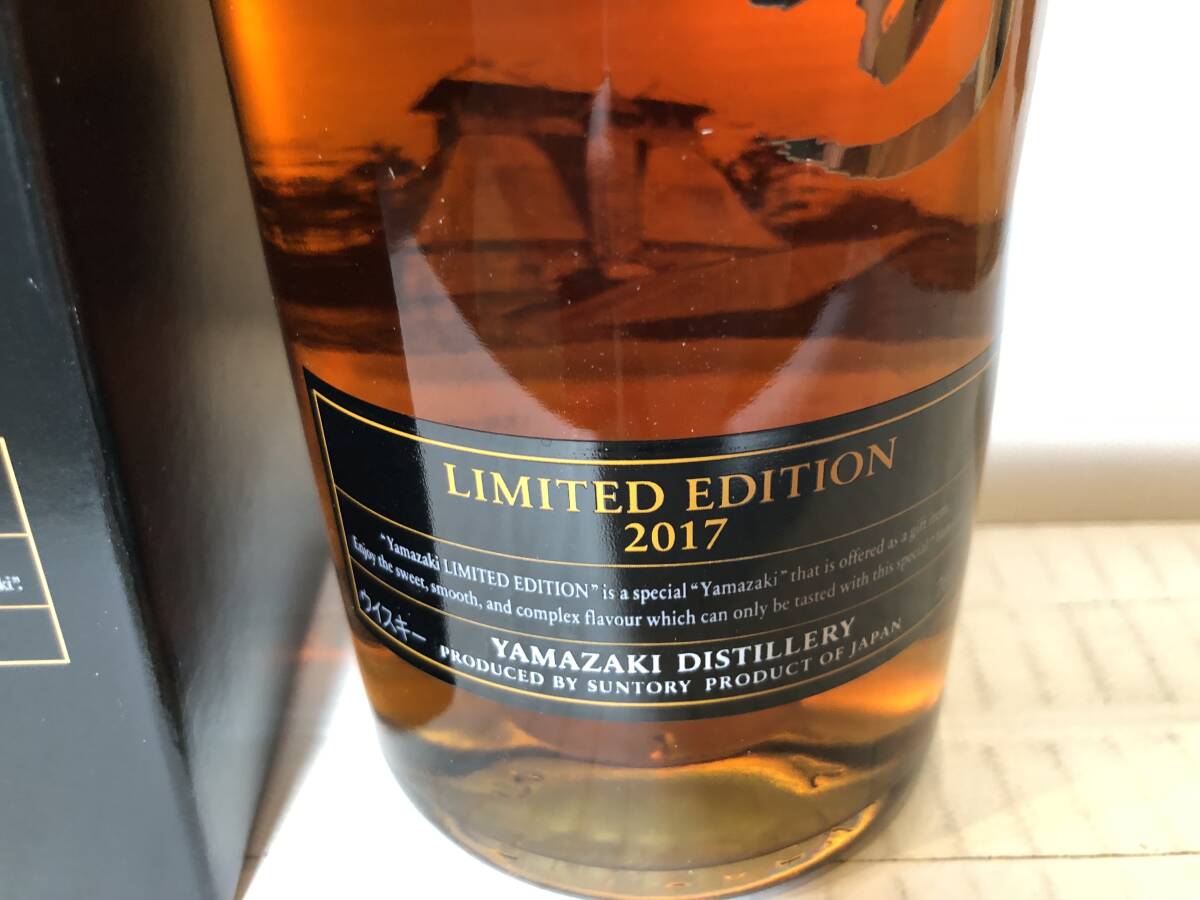 LIMITED EDITION
2017
"Yamazaki LIMITED EDITION" is a special "Yamazaki" that is offered as a gift from
Enjoy the sweet, smooth, and complex flavour which can only be tasted with this special
ウイスキー
YAMAZAKI DISTILLERY
PRODUCED BY SUNTORY PRODUCT OF JAPAN
ki".